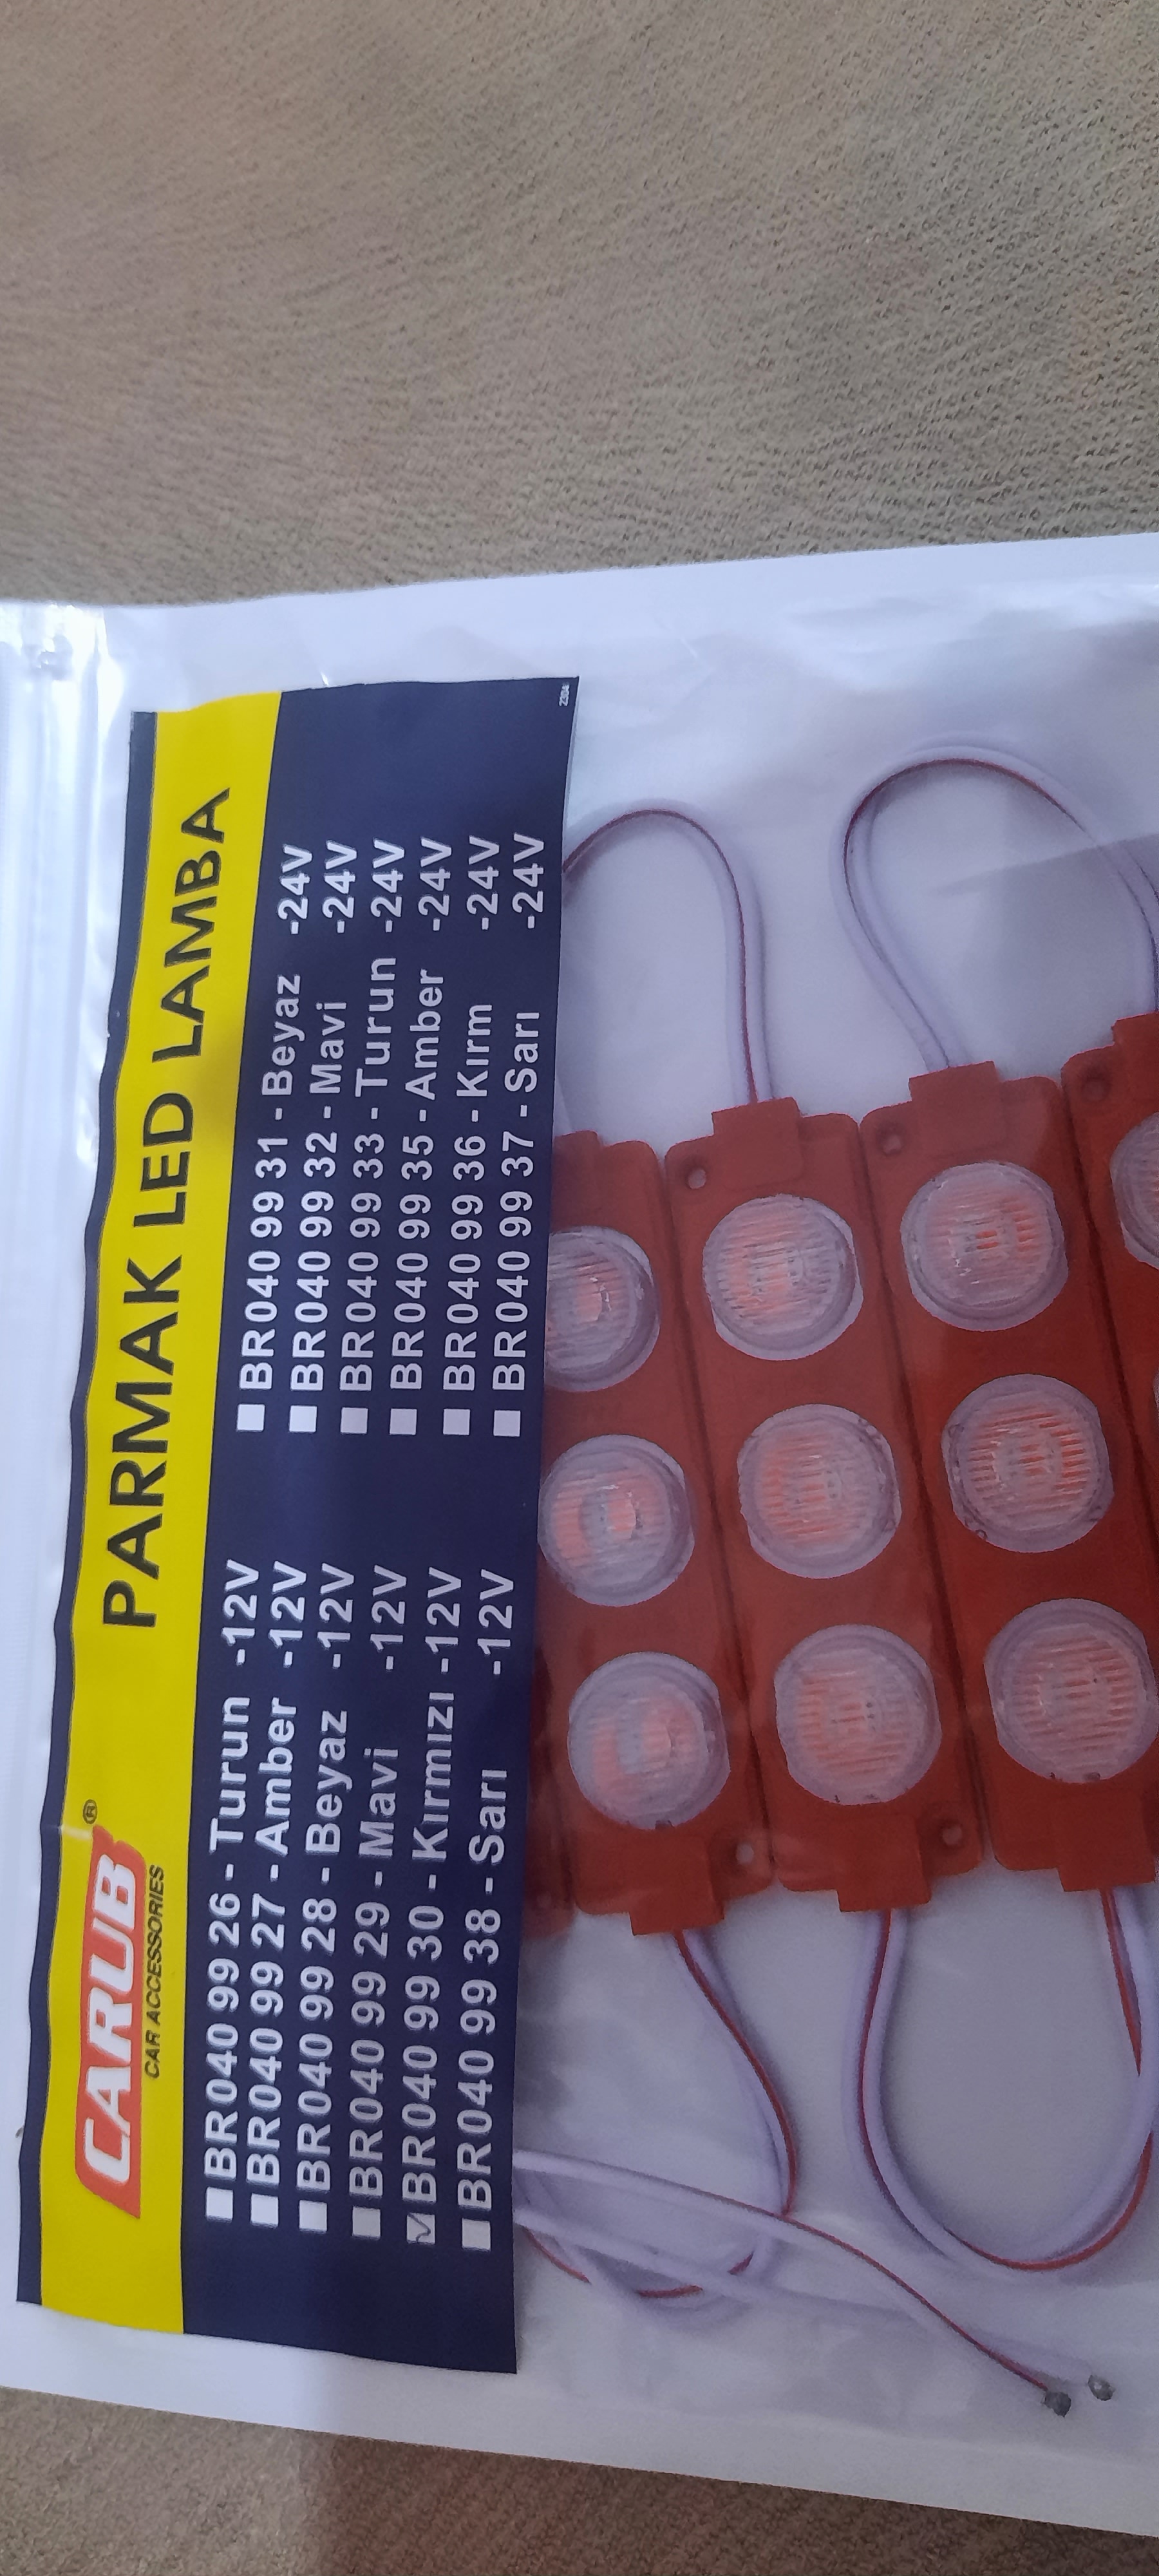 CARUB®
CAR ACCESSORIES
PARMAK LED LAMBA
BR040 99 26 - Turun -12V
BR040 99 27 - Amber -12V
BR040 99 28 - Beyaz -12V
BR040 99 29 - Mavi -12V
BR040 99 30 - Kırmızı -12V
BR040 99 38 - Sarı -12V
BR040 99 31 - Beyaz -24V
BR040 99 32 - Mavi -24V
BR040 99 33 - Turun -24V
BR040 99 35 - Amber -24V
BR040 99 36 - Kırm -24V
BR040 99 37 - Sarı -24V
2304